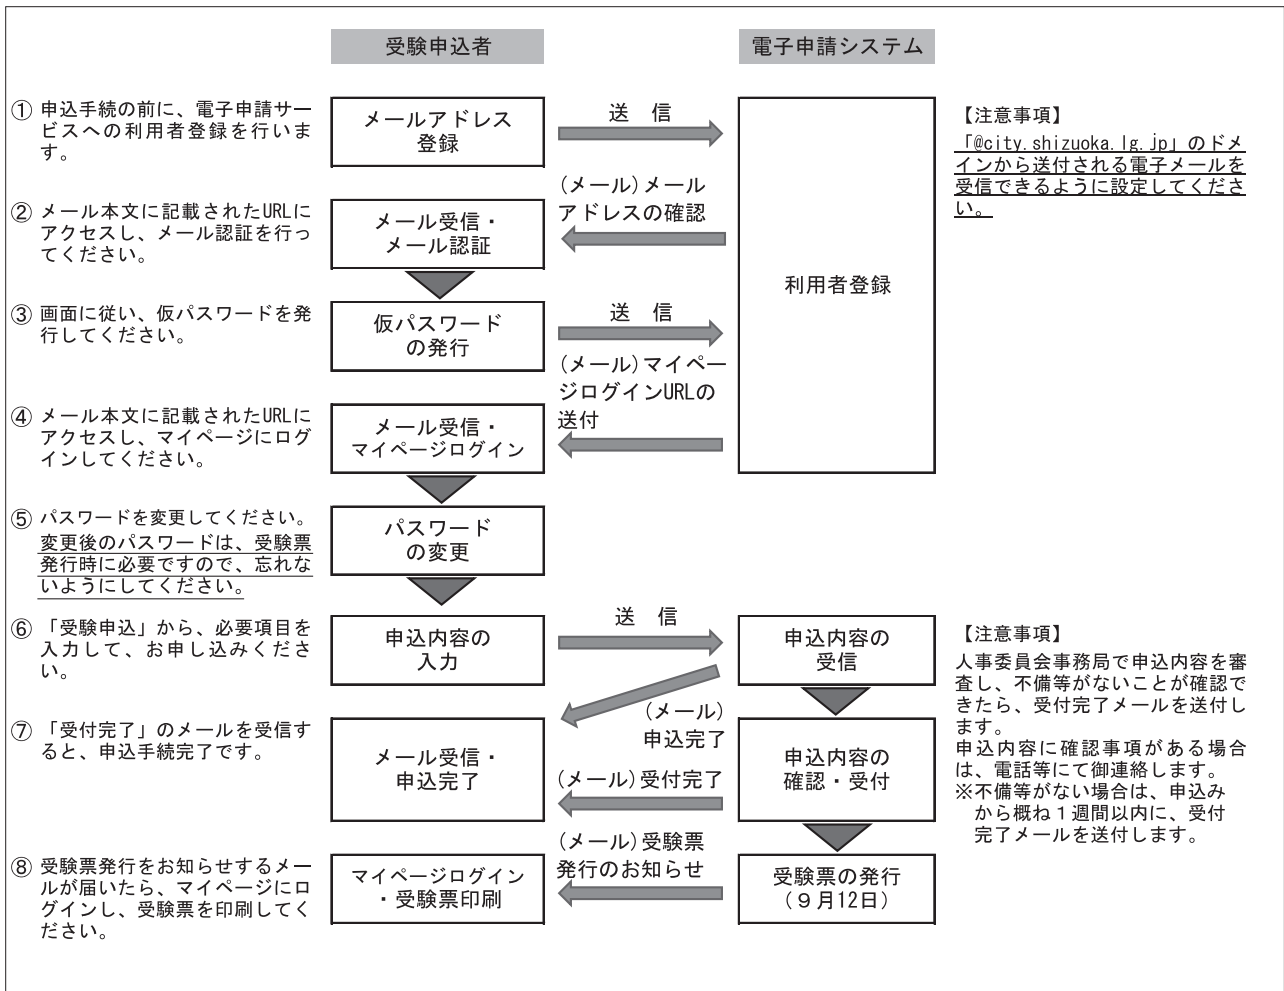 受験申込者
電子申請システム
① 申込手続の前に、電子申請サー
ビスへの利用者登録を行いま
す。
メールアドレス
登録
送　信
【注意事項】
「@city.shizuoka.lg.jp」のドメ
インから送付される電子メールを
受信できるように設定してくださ
い。
② メール本文に記載されたURLに
アクセスし、メール認証を行っ
てください。
メール受信・
メール認証
(メール)メール
アドレスの確認
利用者登録
③ 画面に従い、仮パスワードを発
行してください。
仮パスワード
の発行
送　信
(メール)マイペー
ジログインURLの
送付
④ メール本文に記載されたURLに
アクセスし、マイページにログ
インしてください。
メール受信・
マイページログイン
⑤ パスワードを変更してください。
変更後のパスワードは、受験票
発行時に必要ですので、忘れな
いようにしてください。
パスワード
の変更
⑥ 「受験申込」から、必要項目を
入力して、お申し込みくださ
い。
申込内容の
入力
送　信
申込内容の
受信
【注意事項】
人事委員会事務局で申込内容を審
査し、不備等がないことが確認で
きたら、受付完了メールを送付し
ます。
申込内容に確認事項がある場合
は、電話等にて御連絡します。
※不備等がない場合は、申込み
から概ね１週間以内に、受付
完了メールを送付します。
⑦ 「受付完了」のメールを受信す
ると、申込手続完了です。
メール受信・
申込完了
(メール)
申込完了
(メール)受付完了
申込内容の
確認・受付
⑧ 受験票発行をお知らせするメー
ルが届いたら、マイページにロ
グインし、受験票を印刷してく
ださい。
マイページログイン
・受験票印刷
(メール)受験票
発行のお知らせ
受験票の発行
(９月12日)